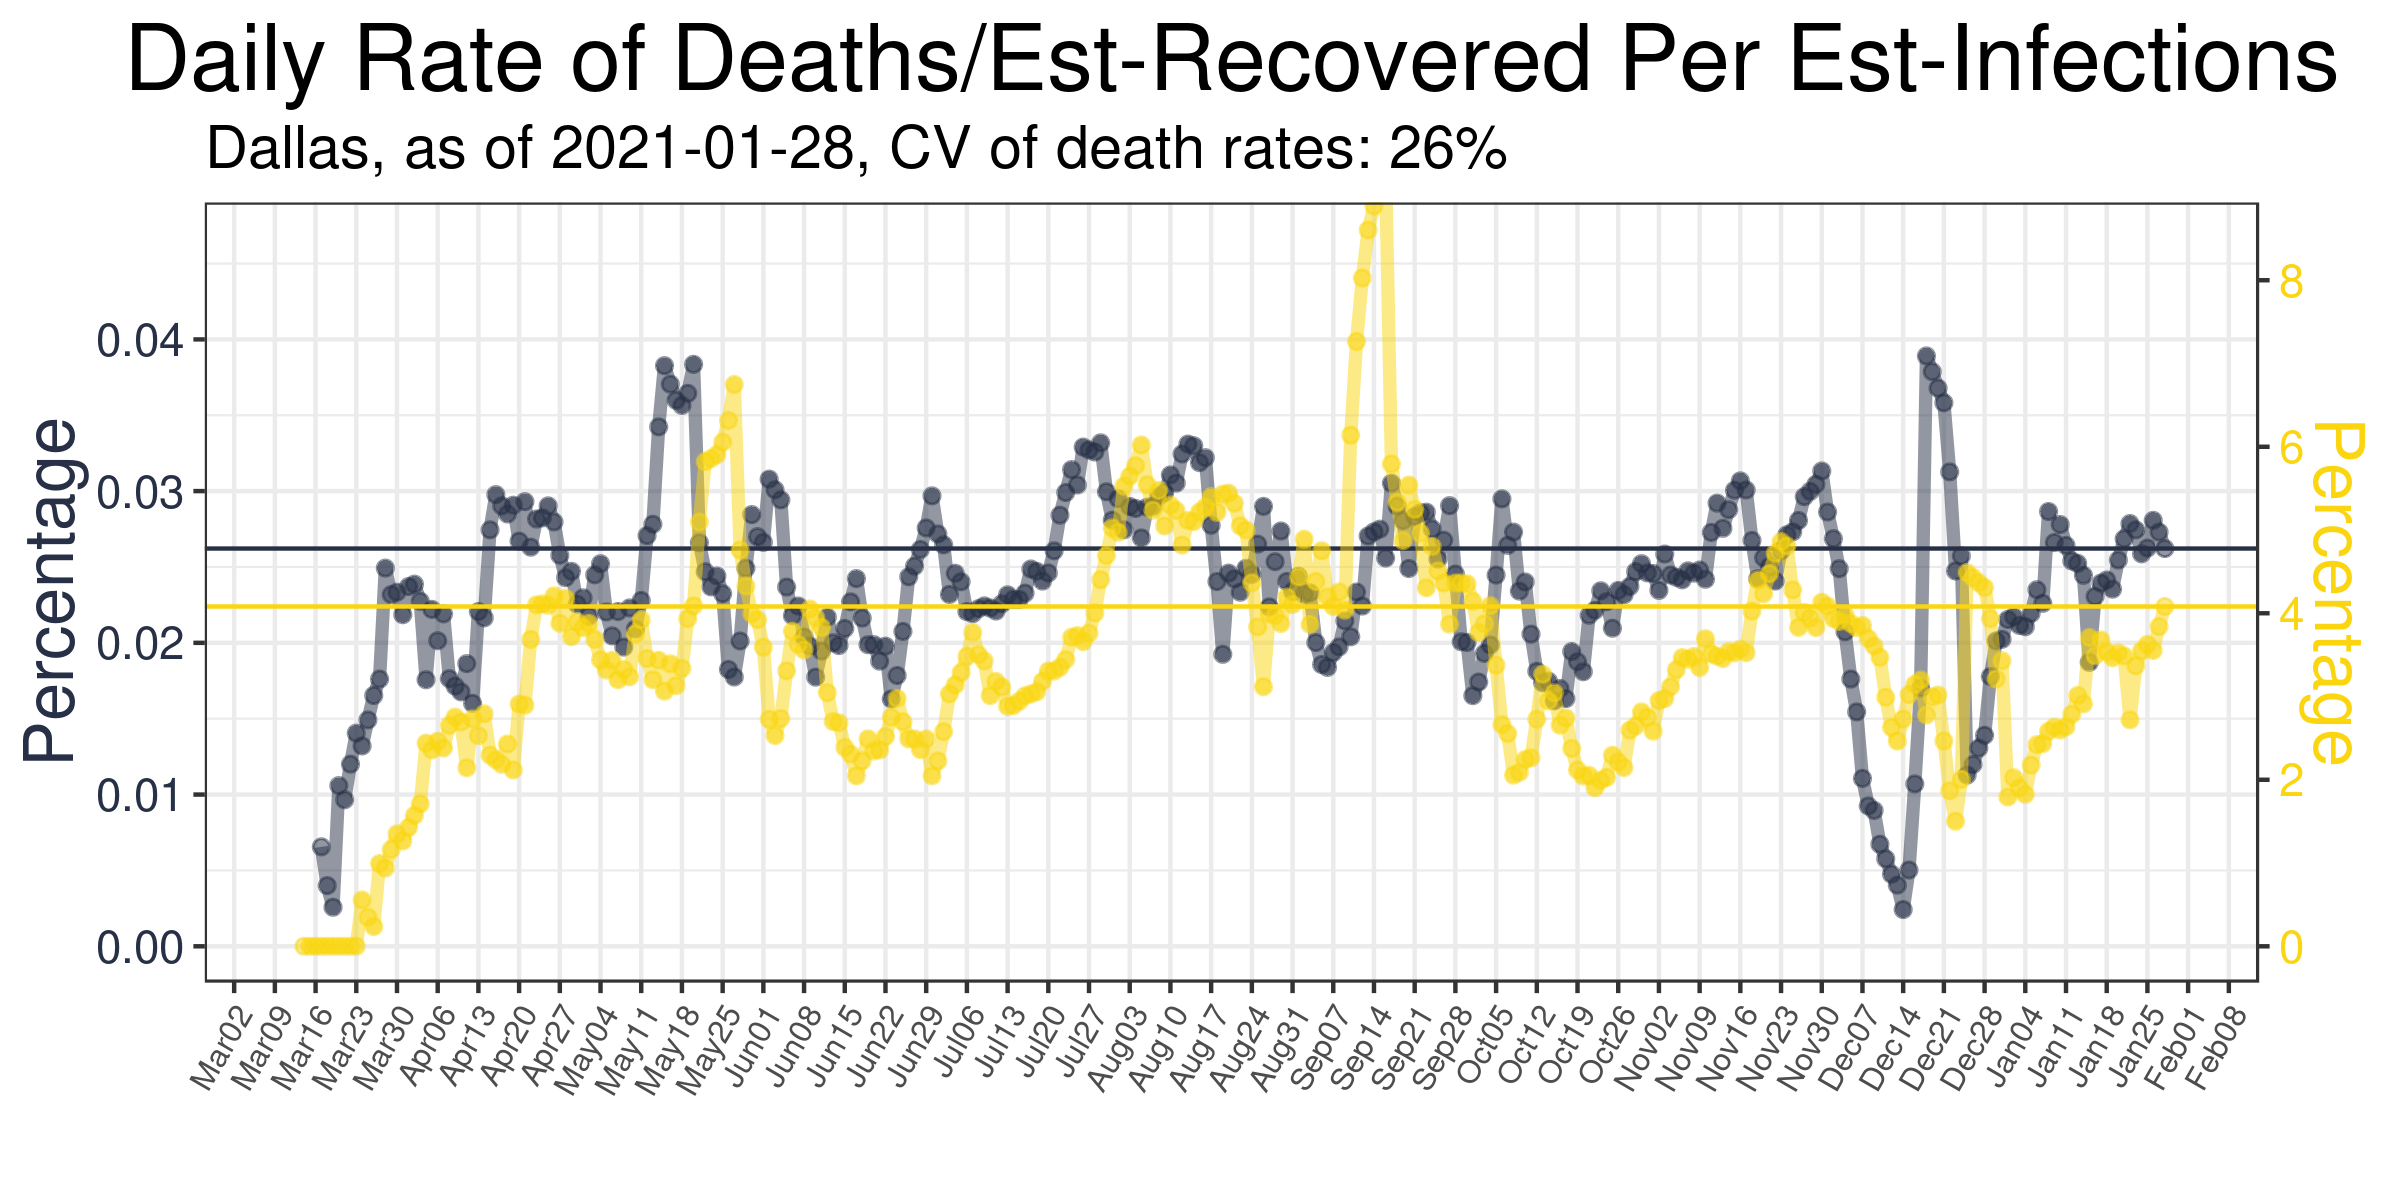 Daily Rate of Deaths/Est-Recovered Per Est-Infections
Dallas, as of 2021-01-28, CV of death rates: 26%
Percentage
0.04
0.03
0.02
0.01
0.00
8
6
4
2
0
Percentage
Mar02
Mar09
Mar16
Mar23
Mar30
Apr06
Apr13
Apr20
Apr27
May04
May11
May18
May25
Jun01
Jun08
Jun15
Jun22
Jun29
Jul06
Jul13
Jul20
Jul27
Aug03
Aug10
Aug17
Aug24
Aug31
Sep07
Sep14
Sep21
Sep28
Oct05
Oct12
Oct19
Oct26
Nov02
Nov09
Nov16
Nov23
Nov30
Dec07
Dec14
Dec21
Dec28
Jan04
Jan11
Jan18
Jan25
Feb01
Feb08